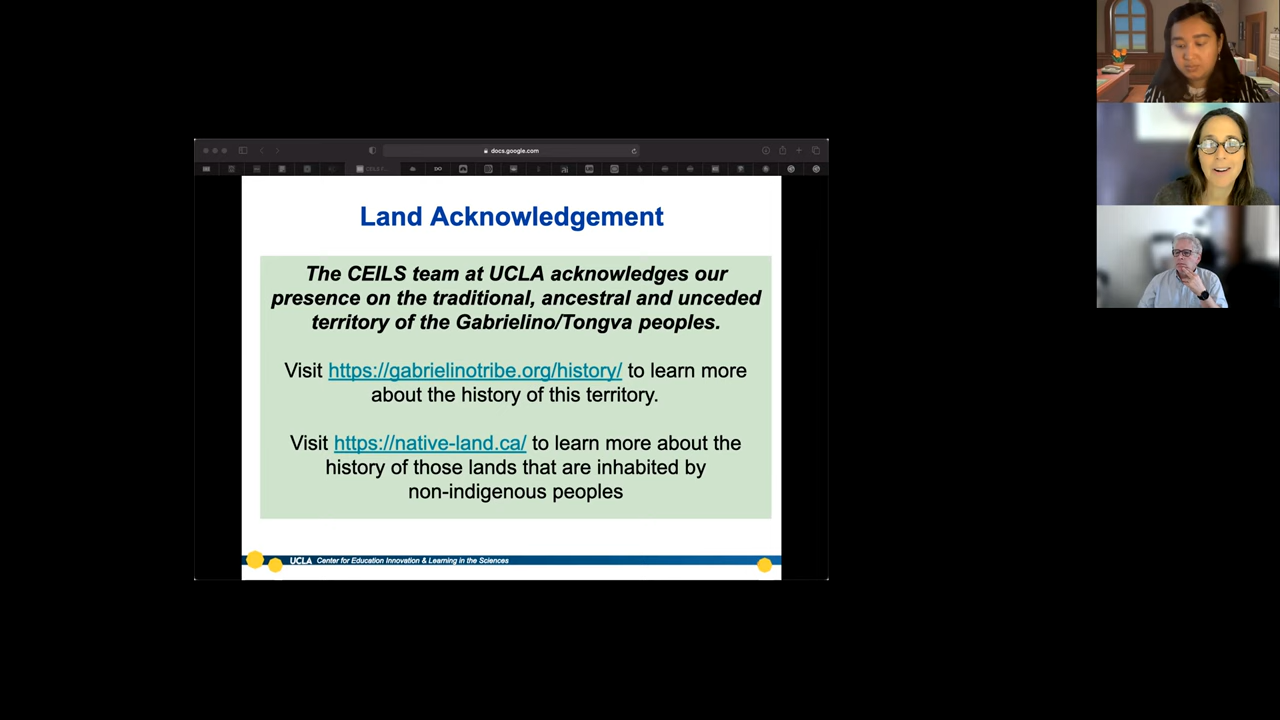 docs.google.com
Land Acknowledgement
The CEILS team at UCLA acknowledges our
presence on the traditional, ancestral and unceded
territory of the Gabrielino/Tongva peoples.
Visit https://gabrielinotribe.org/history/ to learn more
about the history of this territory.
Visit https://native-land.ca/ to learn more about the
history of those lands that are inhabited by
non-indigenous peoples
UCLA Center for Education Innovation & Learning in the Sciences